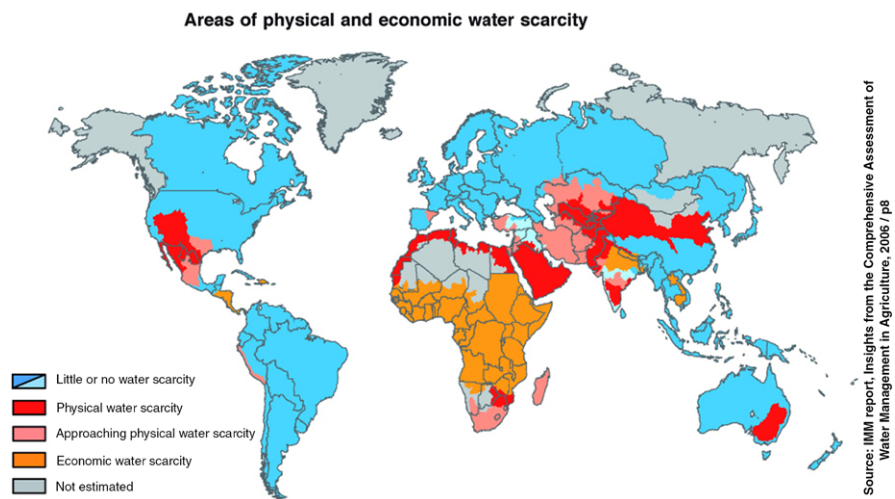 Areas of physical and economic water scarcity
Little or no water scarcity
Physical water scarcity
Approaching physical water scarcity
Economic water scarcity
Not estimated
Source: IMM report, Insights from the Comprehensive Assessment of
Water Management in Agriculture, 2006 / p8